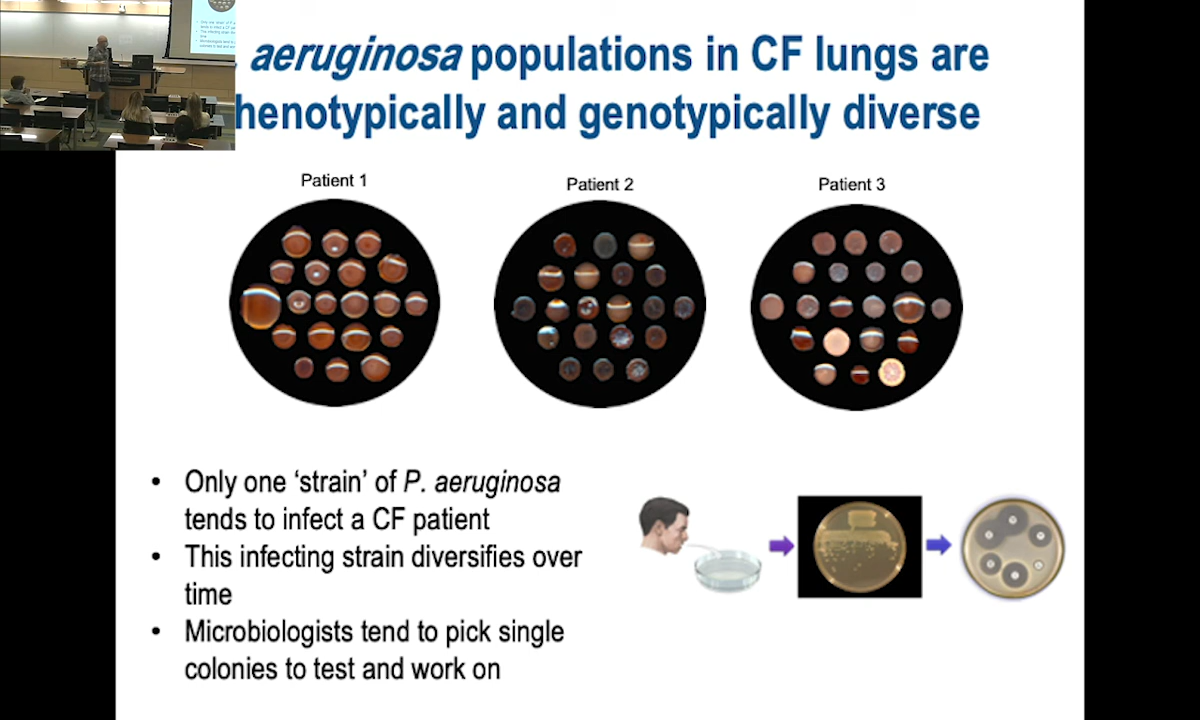 aeruginosa populations in CF lungs are
henotypically and genotypically diverse
Patient 1
Patient 2
Patient 3
• Only one ‘strain’ of P. aeruginosa
tends to infect a CF patient
• This infecting strain diversifies over
time
• Microbiologists tend to pick single
colonies to test and work on